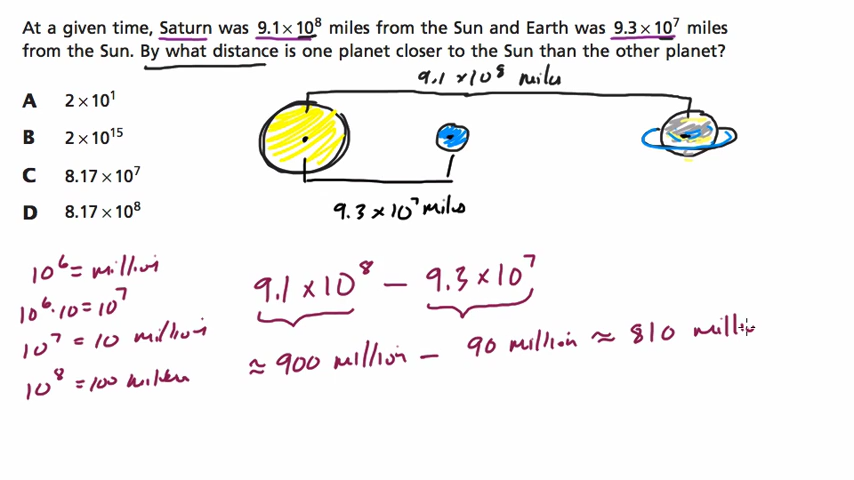 At a given time, Saturn was 9.1 × 10⁸ miles from the Sun and Earth was 9.3 × 10⁷ miles
from the Sun. By what distance is one planet closer to the Sun than the other planet?
9.1 × 10⁸ miles
A 2 × 10¹
B 2 × 10¹⁵
C 8.17 × 10⁷
D 8.17 × 10⁸
9.3 × 10⁷ miles
10⁶ = million
10⁶ · 10 = 10⁷
10⁷ = 10 million
10⁸ = 100 million
9.1 × 10⁸ − 9.3 × 10⁷
≈ 900 million − 90 million ≈ 810 milli